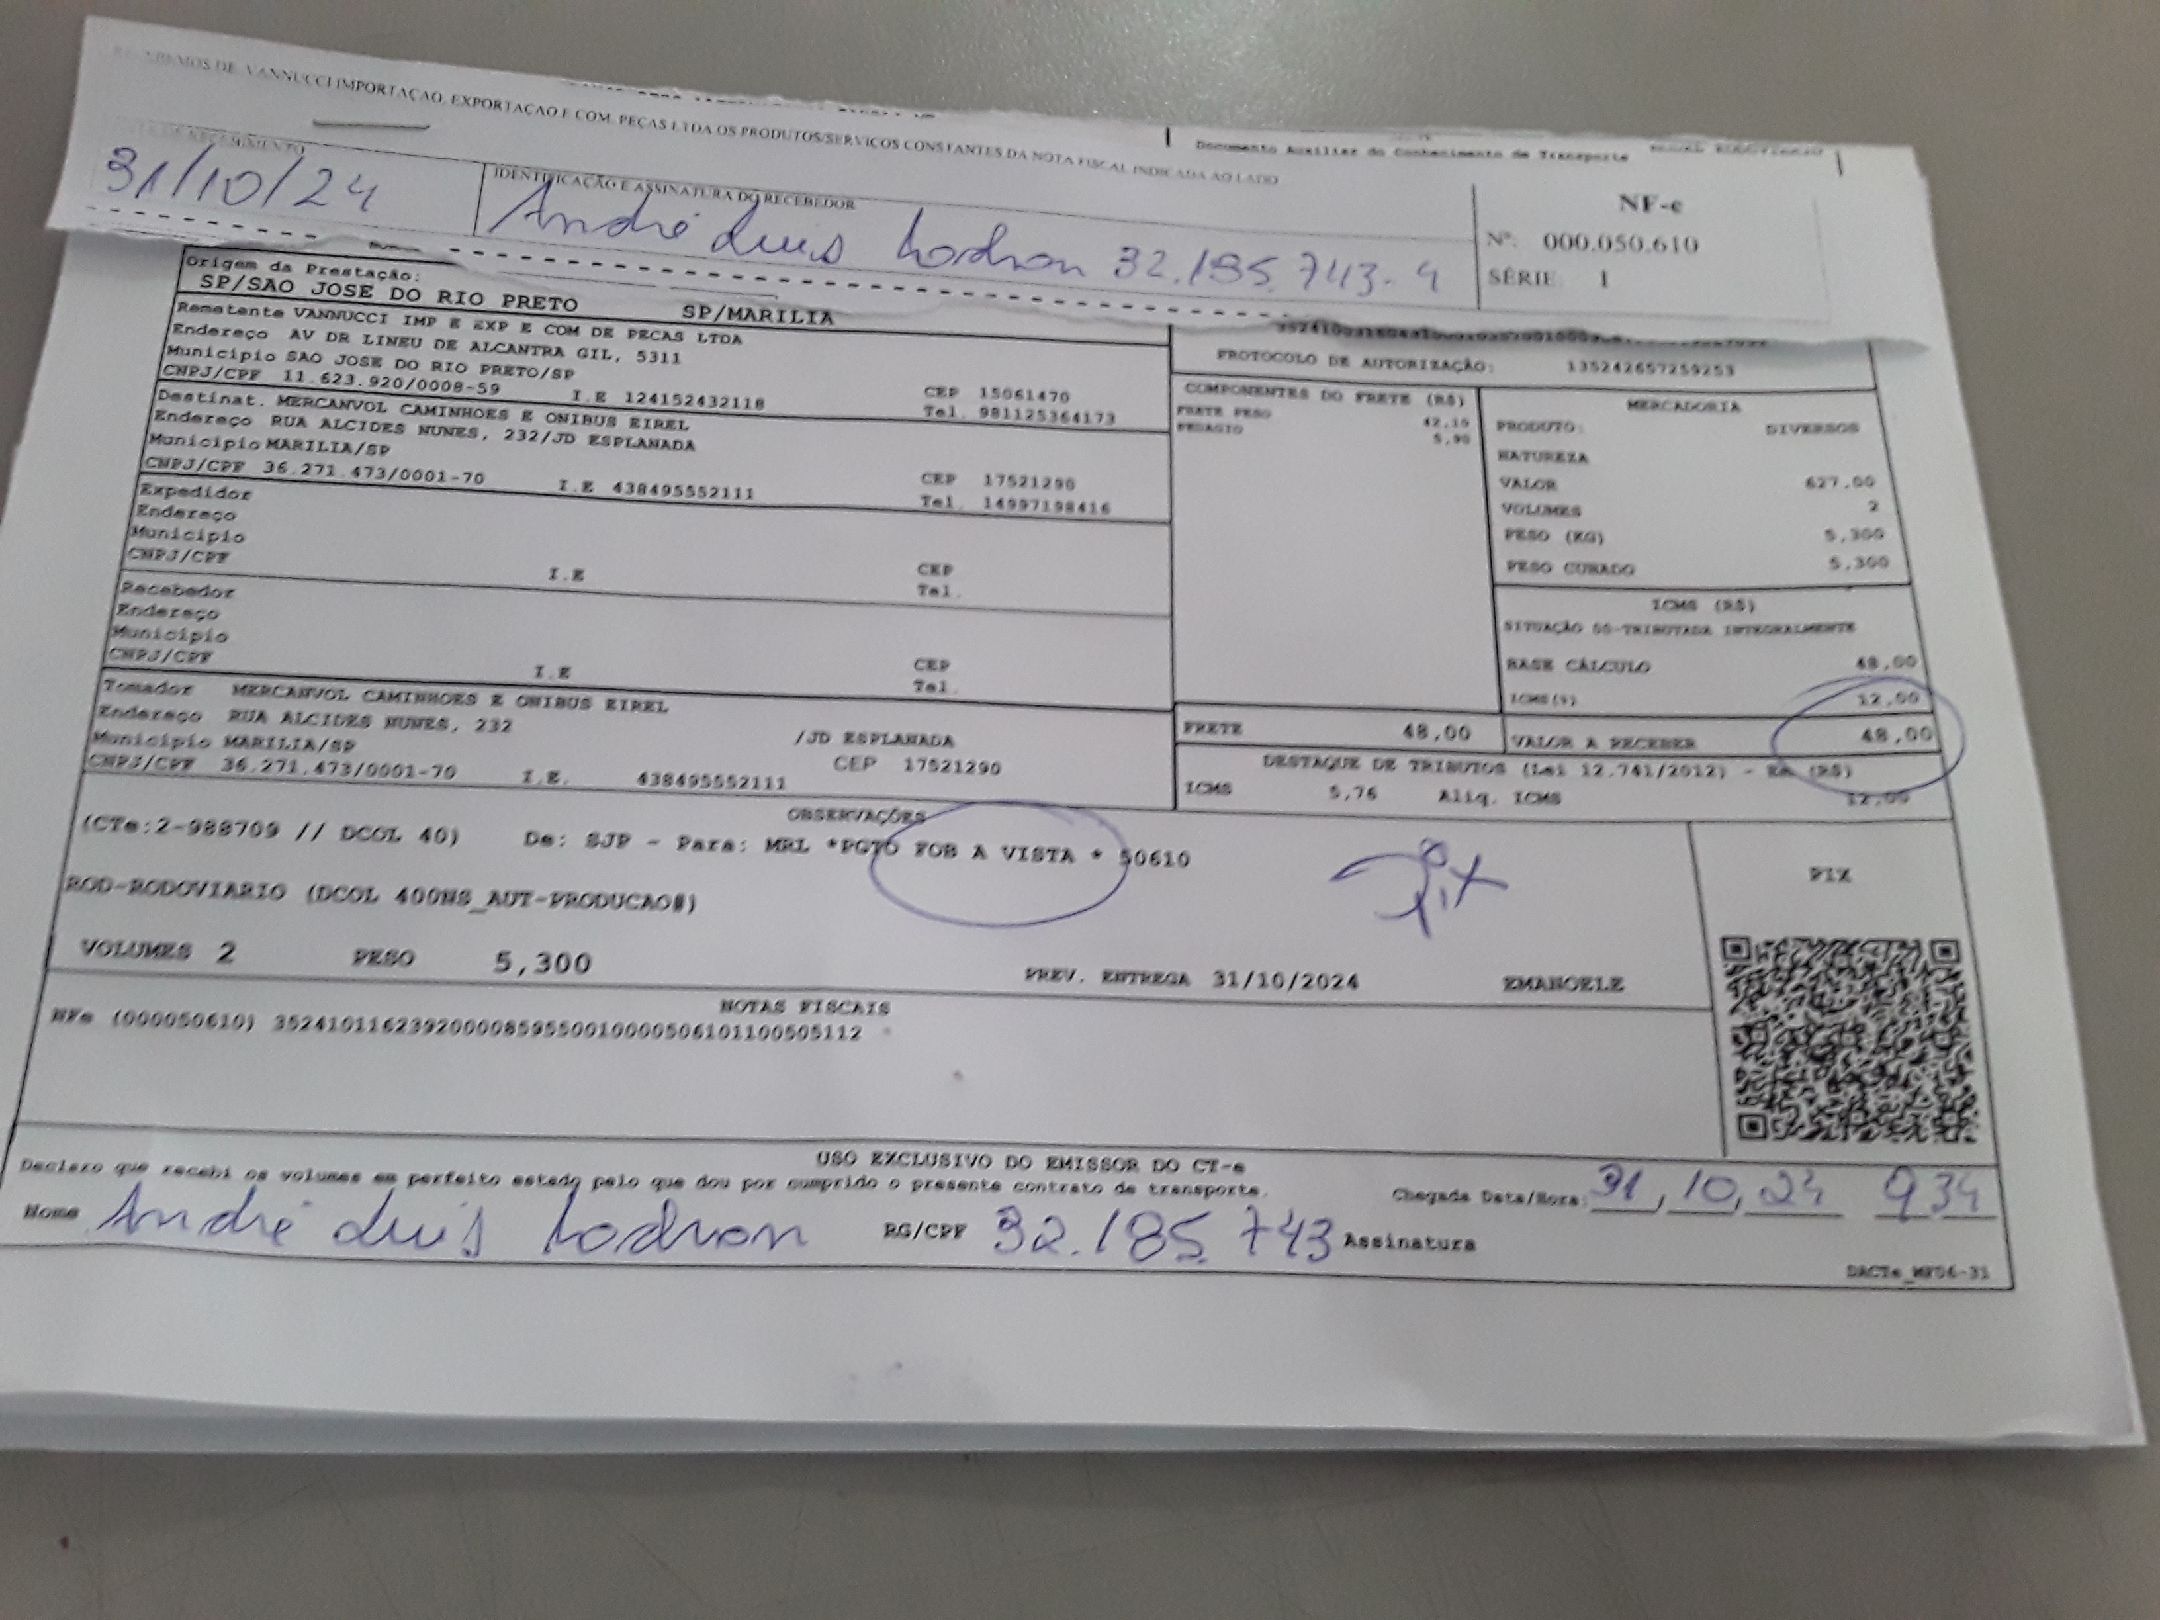 DE VANNUCCI IMPORTAÇAO, EXPORTAÇAO E COM. PEÇAS LTDA OS PRODUTOS/SERVICOS CONSTANTES DA NOTA FISCAL INDICADA AO LADO
Documento Auxiliar do Conhecimento de Transporte
31/10/24
IDENTIFICAÇÃO E ASSINATURA DO RECEBEDOR
André Luis 32.185.743-4
NF-e
Nº: 000.050.610
SÉRIE: 1
Origem da Prestação:
SP/SAO JOSE DO RIO PRETO SP/MARILIA
Remetente VANNUCCI IMP E EXP E COM DE PECAS LTDA
Endereço AV DR LINEU DE ALCANTRA GIL, 5311
Municipio SAO JOSE DO RIO PRETO/SP CEP 15061470
CNPJ/CPF 11.623.920/0008-59 I.E 124152432118 Tel. 981125364173
Destinat. MERCANVOL CAMINHOES E ONIBUS EIREL
Endereço RUA ALCIDES NUNES, 232/JD ESPLANADA
Municipio MARILIA/SP CEP 17521290
CNPJ/CPF 36.271.473/0001-70 I.E 438495552111 Tel. 14997198416
Expedidor
Endereço
Municipio CEP
CNPJ/CPF I.E Tel.
Recebedor
Endereço
Municipio CEP
CNPJ/CPF I.E Tel.
Tomador MERCANVOL CAMINHOES E ONIBUS EIREL
Endereço RUA ALCIDES NUNES, 232 /JD ESPLANADA
Municipio MARILIA/SP CEP 17521290
CNPJ/CPF 36.271.473/0001-70 I.E. 438495552111
PROTOCOLO DE AUTORIZAÇÃO: 135242657259253
COMPONENTES DO FRETE (R$)
FRETE PESO 42,10
PEDAGIO 5,90
MERCADORIA
PRODUTO: DIVERSOS
NATUREZA
VALOR 627,00
VOLUMES 2
PESO (KG) 5,300
PESO CUBADO 5,300
ICMS (R$)
SITUAÇÃO 00-TRIBUTADA INTEGRALMENTE
BASE CÁLCULO 48,00
ICMS(%) 12,00
FRETE 48,00 VALOR A RECEBER 48,00
DESTAQUE DE TRIBUTOS (Lei 12.741/2012) - Em (R$)
ICMS 5,76 Aliq. ICMS 12,00
OBSERVAÇÕES
(CTe:2-988709 // DCOL 40) De: SJP - Para: MRL *PGTO FOB A VISTA * 50610
Pix
PIX
ROD-RODOVIARIO (DCOL 400NS_AUT-PRODUCAO#)
VOLUMES 2 PESO 5,300 PREV. ENTREGA 31/10/2024 EMANOELE
NOTAS FISCAIS
NFe (000050610) 35241011623920000859550010000506101100505112
USO EXCLUSIVO DO EMISSOR DO CT-e
Declaro que recebi os volumes em perfeito estado pelo que dou por cumprido o presente contrato de transporte. Chegada Data/Hora: 31, 10, 24 9 34
Nome André Luis RG/CPF 32.185.743 Assinatura